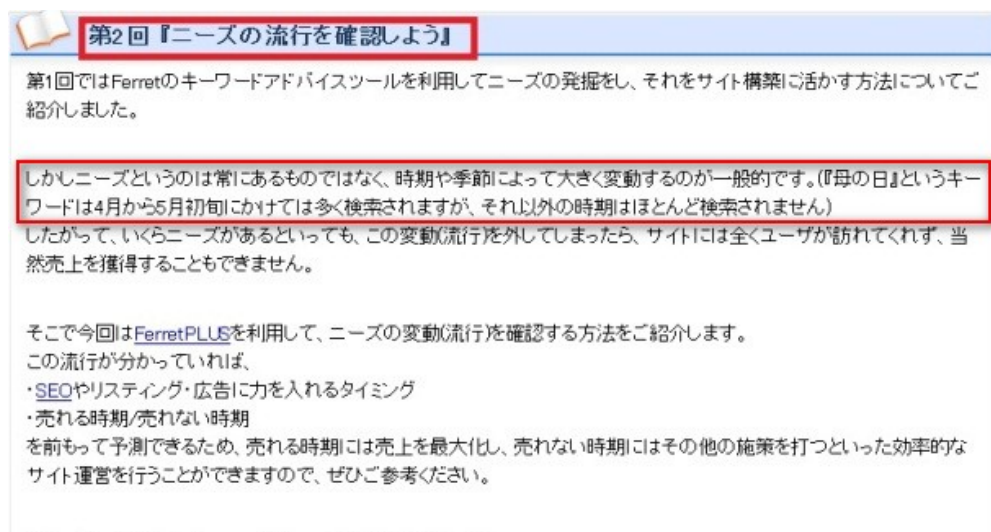 第2回『ニーズの流行を確認しよう』
第1回ではFerretのキーワードアドバイスツールを利用してニーズの発掘をし、それをサイト構築に活かす方法についてご
紹介しました。
しかしニーズというのは常にあるものではなく、時期や季節によって大きく変動するのが一般的です。(『母の日』というキー
ワードは4月から5月初旬にかけては多く検索されますが、それ以外の時期はほとんど検索されません)
したがって、いくらニーズがあるといっても、この変動(流行)を外してしまったら、サイトには全くユーザが訪れてくれず、当
然売上を獲得することもできません。
そこで今回はFerretPLUSを利用して、ニーズの変動(流行)を確認する方法をご紹介します。
この流行が分かっていれば、
・SEOやリスティング・広告に力を入れるタイミング
・売れる時期/売れない時期
を前もって予測できるため、売れる時期には売上を最大化し、売れない時期にはその他の施策を打つといった効率的な
サイト運営を行うことができますので、ぜひご参考ください。